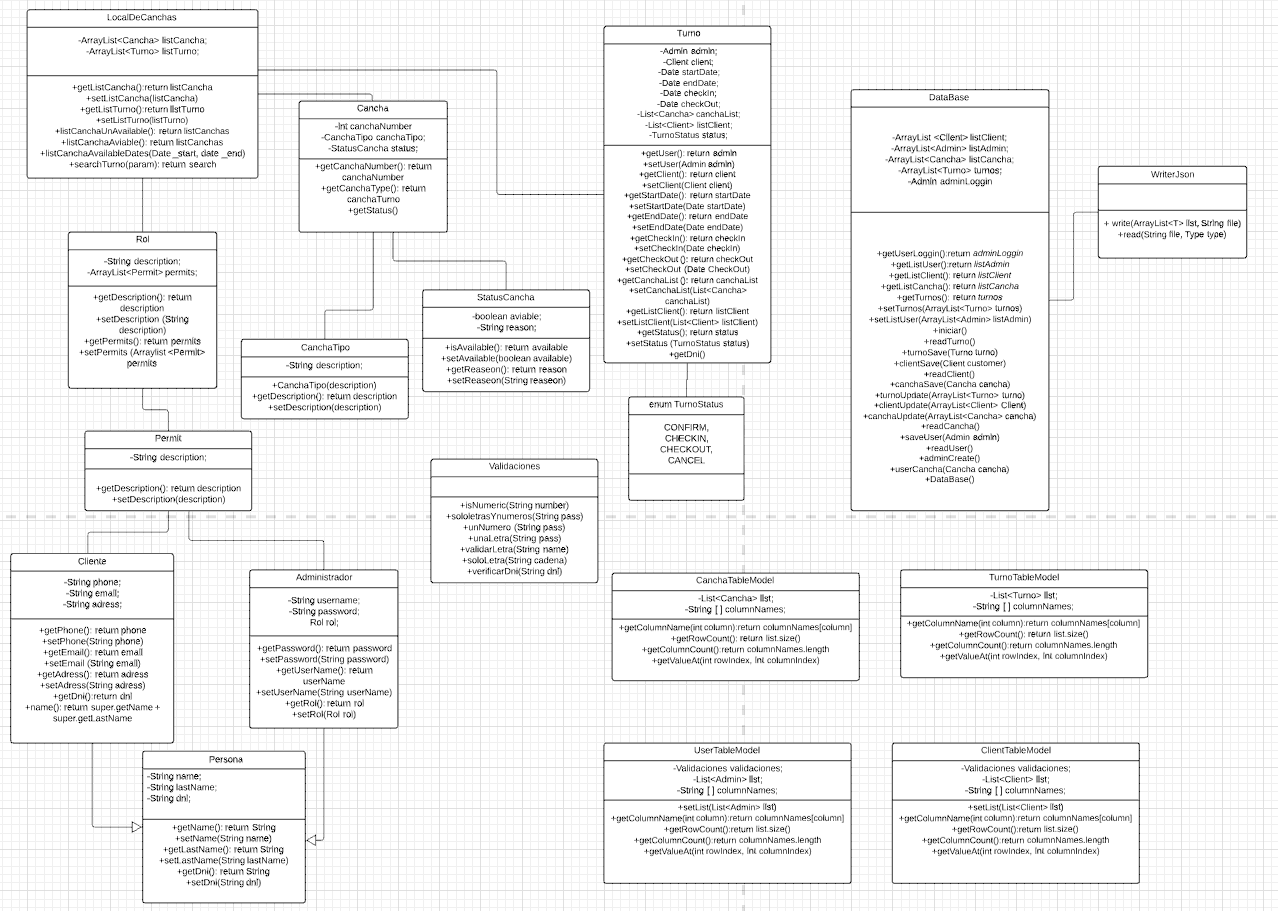 LocalDeCanchas
-ArrayList<Cancha> listCancha;
-ArrayList<Turno> listTurno;
+getListCancha():return listCancha
+setListCancha(listCancha)
+getListTurno():return listTurno
+setListTurno(listTurno)
+listCanchaUnAvailable(): return listCanchas
+listCanchaAviable(): return listCanchas
+listCanchaAvailableDates(Date _start, date _end)
+searchTurno(param): return search
Cancha
-int canchaNumber
-CanchaTipo canchaTipo;
-StatusCancha status;
+getCanchaNumber(): return
canchaNumber
+getCanchaType(): return
canchaTurno
+getStatus()
Turno
-Admin admin;
-Client client;
-Date startDate;
-Date endDate;
-Date checkIn;
-Date checkOut;
-List<Cancha> canchaList;
-List<Client> listClient;
-TurnoStatus status;
+getUser(): return admin
+setUser(Admin admin)
+getClient(): return client
+setClient(Client client)
+getStartDate(): return startDate
+setStartDate(Date startDate)
+getEndDate(): return endDate
+setEndDate(Date endDate)
+getCheckIn(): return checkIn
+setCheckIn(Date checkIn)
+getCheckOut (): return checkOut
+setCheckOut (Date CheckOut)
+getCanchaList (): return canchaList
+setCanchaList(List<Cancha>
canchaList)
+getListClient(): return listClient
+setListClient(List<Client> listClient)
+getStatus(): return status
+setStatus (TurnoStatus status)
+getDni()
DataBase
-ArrayList <Client> listClient;
-ArrayList<Admin> listAdmin;
-ArrayList<Cancha> listCancha;
-ArrayList<Turno> turnos;
-Admin adminLoggin
+getUserLoggin():return adminLoggin
+getListUser():return listAdmin
+getListClient(): return listClient
+getListCancha(): return listCancha
+getTurnos(): return turnos
+setTurnos(ArrayList<Turno> turnos)
+setListUser(ArrayList<Admin> listAdmin)
+iniciar()
+readTurno()
+turnoSave(Turno turno)
+clientSave(Client customer)
+readClient()
+canchaSave(Cancha cancha)
+turnoUpdate(ArrayList<Turno> turno)
+clientUpdate(ArrayList<Client> Client)
+canchaUpdate(ArrayList<Cancha> cancha)
+readCancha()
+saveUser(Admin admin)
+readUser()
+adminCreate()
+userCancha(Cancha cancha)
+DataBase()
WriterJson
+ write(ArrayList<T> list, String file)
+read(String file, Type type)
Rol
-String description;
-ArrayList<Permit> permits;
+getDescription(): return
description
+setDescription (String
description)
+getPermits(): return permits
+setPermits (Arraylist <Permit>
permits
StatusCancha
-boolean aviable;
-String reason;
+isAvailable(): return available
+setAvailable(boolean available)
+getReaseon(): return reason
+setReaseon(String reaseon)
CanchaTipo
-String description;
+CanchaTipo(description)
+getDescription(): return description
+setDescription(description)
enum TurnoStatus
CONFIRM,
CHECKIN,
CHECKOUT,
CANCEL
Permit
-String description;
+getDescription(): return description
+setDescription(description)
Validaciones
+isNumeric(String number)
+sololetrasYnumeros(String pass)
+unNumero (String pass)
+unaLetra(String pass)
+validarLetra(String name)
+soloLetra(String cadena)
+verificarDni(String dni)
Cliente
-String phone;
-String email;
-String adress;
+getPhone(): return phone
+setPhone(String phone)
+getEmail(): return email
+setEmail (String email)
+getAdress(): return adress
+setAdress(String adress)
+getDni():return dni
+name(): return super.getName +
super.getLastName
Administrador
-String username;
-String password;
Rol rol;
+getPassword(): return password
+setPassword(String password)
+getUserName(): return
userName
+setUserName(String userName)
+getRol(): return rol
+setRol(Rol rol)
CanchaTableModel
-List<Cancha> list;
-String [ ] columnNames;
+getColumnName(int column):return columnNames[column]
+getRowCount(): return list.size()
+getColumnCount():return columnNames.length
+getValueAt(int rowIndex, int columnIndex)
TurnoTableModel
-List<Turno> list;
-String [ ] columnNames;
+getColumnName(int column):return columnNames[column]
+getRowCount(): return list.size()
+getColumnCount():return columnNames.length
+getValueAt(int rowIndex, int columnIndex)
Persona
-String name;
-String lastName;
-String dni;
+getName(): return String
+setName(String name)
+getLastName(): return String
+setLastName(String lastName)
+getDni(): return String
+setDni(String dni)
UserTableModel
-Validaciones validaciones;
-List<Admin> list;
-String [ ] columnNames;
+setList(List<Admin> list)
+getColumnName(int column):return columnNames[column]
+getRowCount():return list.size()
+getColumnCount():return columnNames.length
+getValueAt(int rowIndex, int columnIndex)
ClientTableModel
-Validaciones validaciones;
-List<Client> list;
-String [ ] columnNames;
+setList(List<Client> list)
+getColumnName(int column):return columnNames[column]
+getRowCount():return list.size()
+getColumnCount():return columnNames.length
+getValueAt(int rowIndex, int columnIndex)